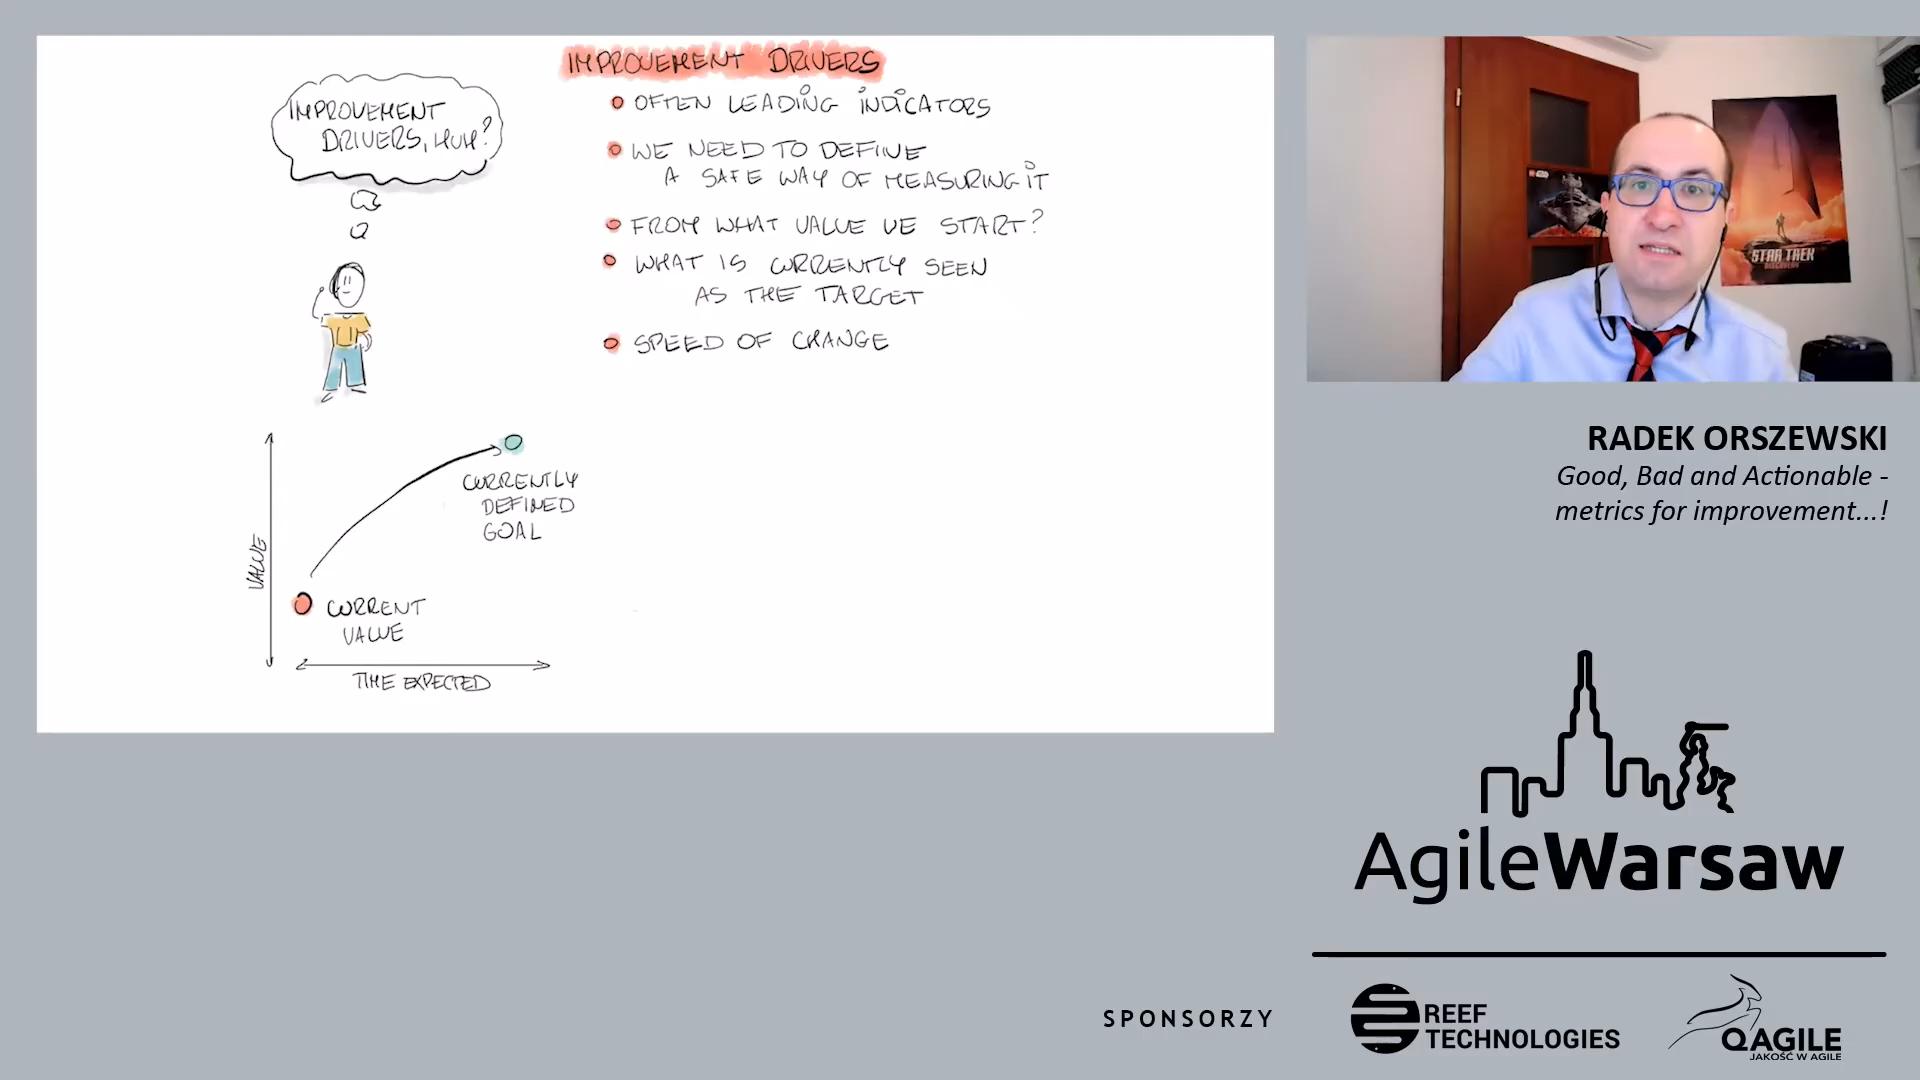 IMPROVEMENT DRIVERS
IMPROVEMENT
DRIVERS, HUH?
OFTEN LEADING INDICATORS
WE NEED TO DEFINE
A SAFE WAY OF MEASURING IT
FROM WHAT VALUE WE START?
WHAT IS CURRENTLY SEEN
AS THE TARGET
SPEED OF CHANGE
CURRENTLY
DEFINED
GOAL
VALUE
CURRENT
VALUE
TIME EXPECTED
STAR TREK
DISCOVERY
RADEK ORSZEWSKI
Good, Bad and Actionable -
metrics for improvement...!
AgileWarsaw
SPONSORZY
REEF
TECHNOLOGIES
QAGILE
JAKOŚĆ W AGILE